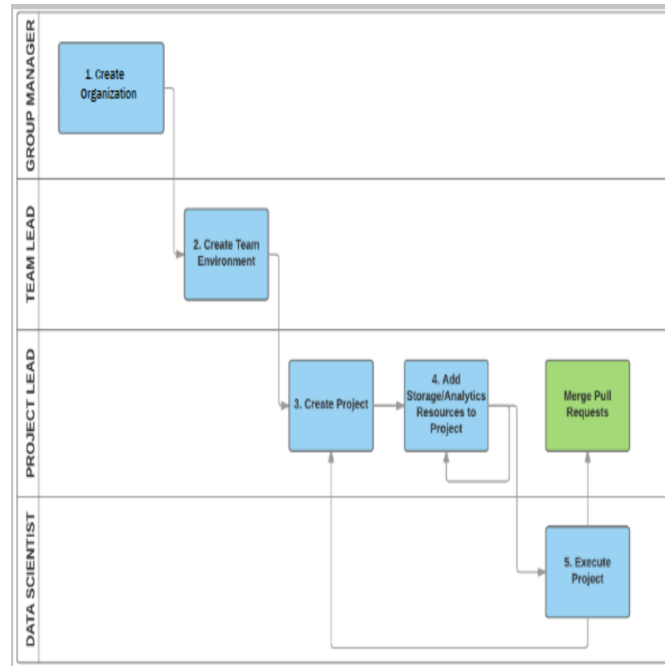 GROUP MANAGER
1. Create
Organization
TEAM LEAD
2. Create Team
Environment
PROJECT LEAD
3. Create Project
4. Add
Storage/Analytics
Resources to
Project
Merge Pull
Requests
DATA SCIENTIST
5. Execute
Project